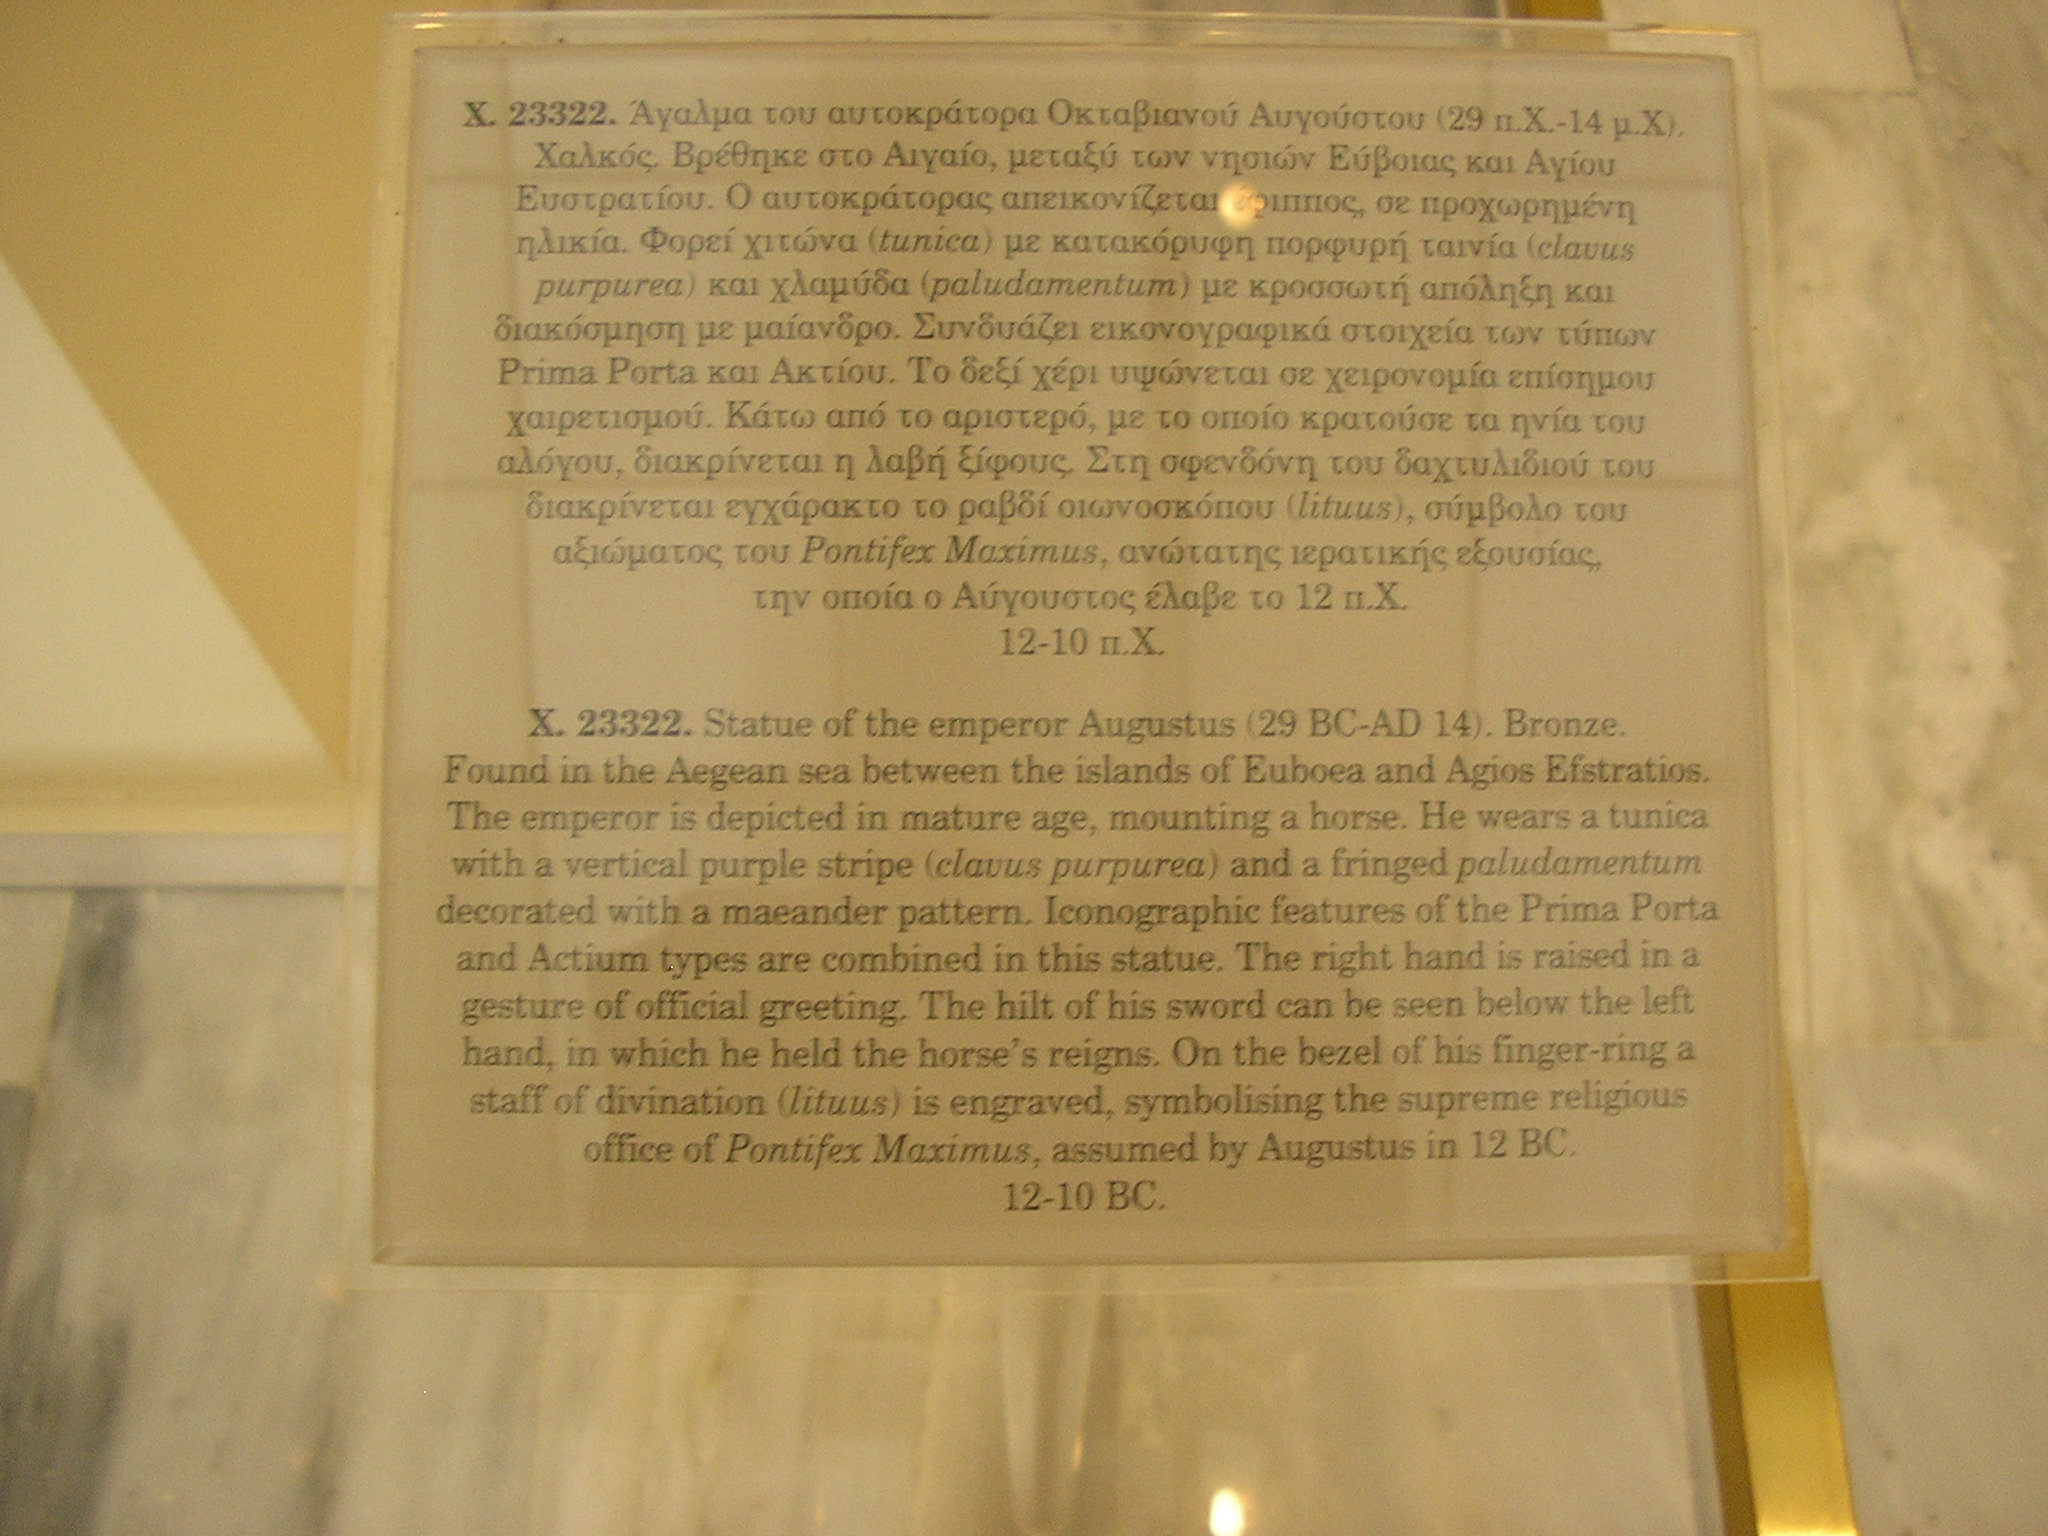 X. 23322. Άγαλμα του αυτοκράτορα Οκταβιανού Αυγούστου (29 π.Χ.-14 μ.Χ).
Χαλκός. Βρέθηκε στο Αιγαίο, μεταξύ των νησιών Εύβοιας και Αγίου
Ευστρατίου. Ο αυτοκράτορας απεικονίζεται έφιππος, σε προχωρημένη
ηλικία. Φορεί χιτώνα (tunica) με κατακόρυφη πορφυρή ταινία (clavus
purpurea) και χλαμύδα (paludamentum) με κροσσωτή απόληξη και
διακόσμηση με μαίανδρο. Συνδυάζει εικονογραφικά στοιχεία των τύπων
Prima Porta και Ακτίου. Το δεξί χέρι υψώνεται σε χειρονομία επίσημου
χαιρετισμού. Κάτω από το αριστερό, με το οποίο κρατούσε τα ηνία του
αλόγου, διακρίνεται η λαβή ξίφους. Στη σφενδόνη του δαχτυλιδιού του
διακρίνεται εγχάρακτο το ραβδί οιωνοσκόπου (lituus), σύμβολο του
αξιώματος του Pontifex Maximus, ανώτατης ιερατικής εξουσίας,
την οποία ο Αύγουστος έλαβε το 12 π.Χ.
12-10 π.Χ.
X. 23322. Statue of the emperor Augustus (29 BC-AD 14). Bronze.
Found in the Aegean sea between the islands of Euboea and Agios Efstratios.
The emperor is depicted in mature age, mounting a horse. He wears a tunica
with a vertical purple stripe (clavus purpurea) and a fringed paludamentum
decorated with a maeander pattern. Iconographic features of the Prima Porta
and Actium types are combined in this statue. The right hand is raised in a
gesture of official greeting. The hilt of his sword can be seen below the left
hand, in which he held the horse's reigns. On the bezel of his finger-ring a
staff of divination (lituus) is engraved, symbolising the supreme religious
office of Pontifex Maximus, assumed by Augustus in 12 BC.
12-10 BC.